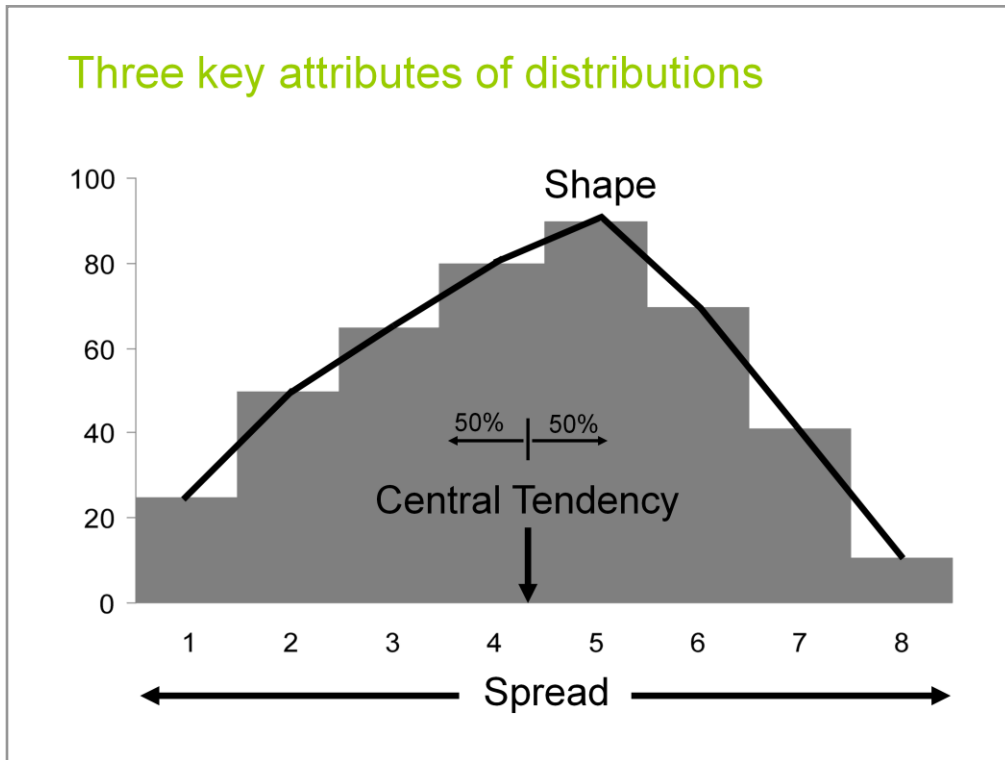 Three key attributes of distributions
Shape
100
80
60
40
20
0
50% 50%
Central Tendency
1 2 3 4 5 6 7 8
Spread